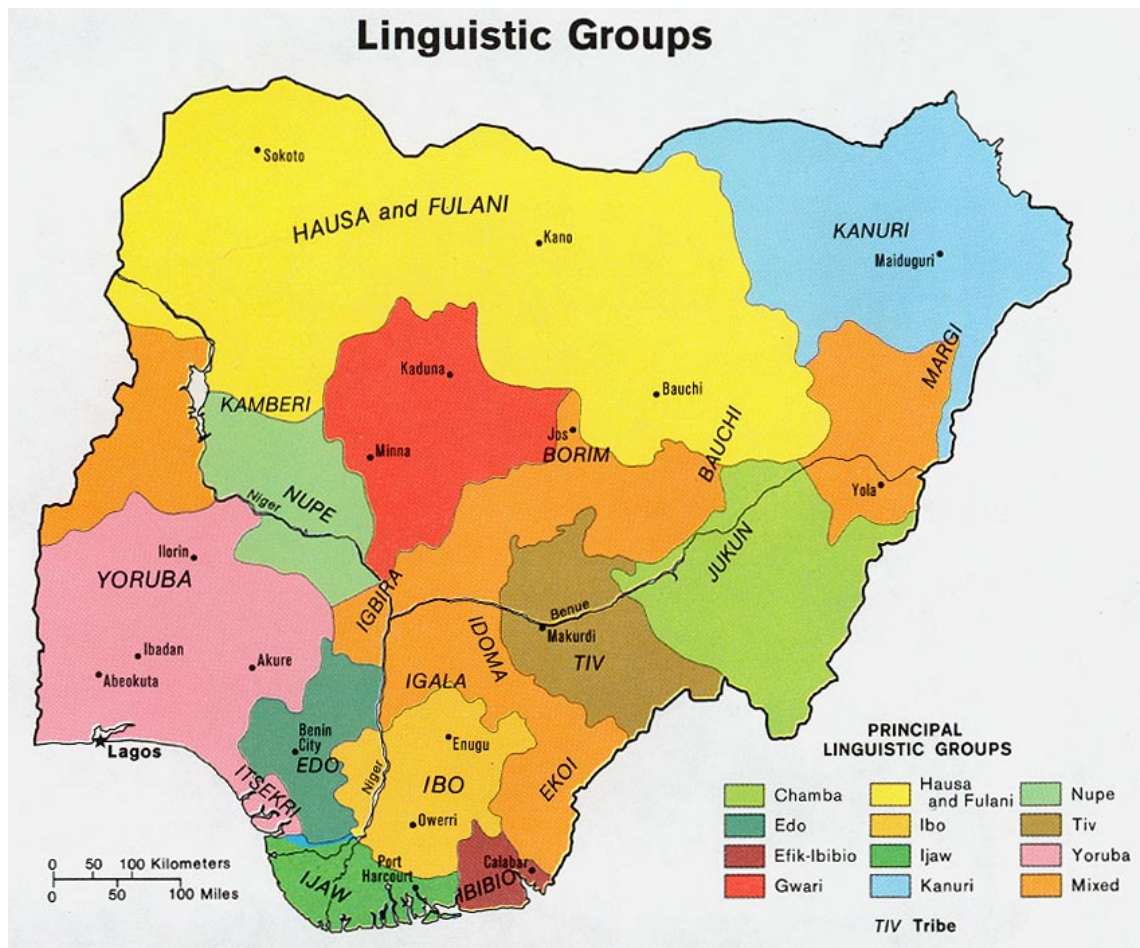 Linguistic Groups
Sokoto
HAUSA and FULANI
Kano
KANURI
Maiduguri
MARGI
Kaduna
Bauchi
KAMBERI
BAUCHI
Jos
BORIM
Minna
Yola
NUPE
Niger
JUKUN
Ilorin
YORUBA
IGBIRA
Benue
Makurdi
IDOMA
TIV
Ibadan
Akure
Abeokuta
IGALA
Lagos
Benin
City
EDO
Enugu
Niger
IBO
EKOI
ITSEKRI
Owerri
Port
Harcourt
Calabar
IJAW
IBIBIO
0 50 100 Kilometers
0 50 100 Miles
PRINCIPAL
LINGUISTIC GROUPS
Chamba
Edo
Efik-Ibibio
Gwari
Hausa
and Fulani
Ibo
Ijaw
Kanuri
Nupe
Tiv
Yoruba
Mixed
TIV Tribe